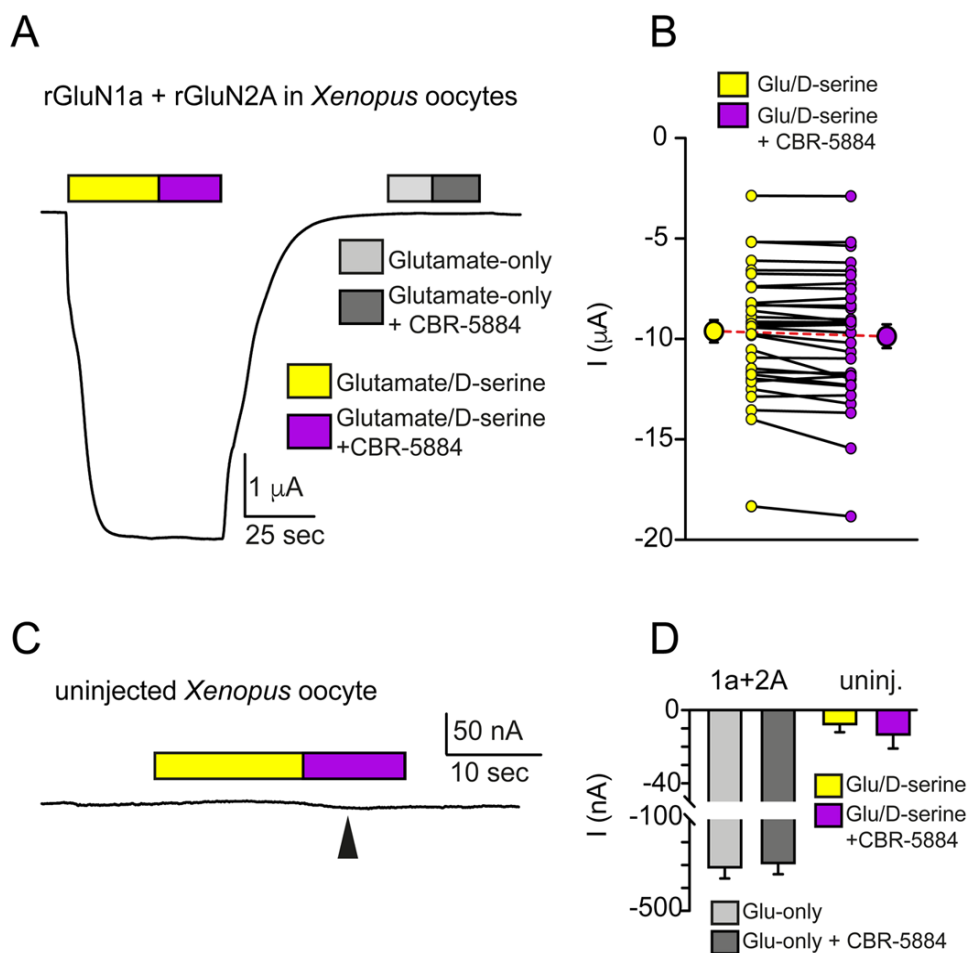 A
rGluN1a + rGluN2A in Xenopus oocytes
Glutamate-only
Glutamate-only
+ CBR-5884
Glutamate/D-serine
Glutamate/D-serine
+CBR-5884
1 μA
25 sec
B
Glu/D-serine
Glu/D-serine
+ CBR-5884
0
-5
-10
-15
-20
I (μA)
C
uninjected Xenopus oocyte
50 nA
10 sec
D
1a+2A
uninj.
0
-40
-100
-500
I (nA)
Glu/D-serine
Glu/D-serine
+CBR-5884
Glu-only
Glu-only + CBR-5884